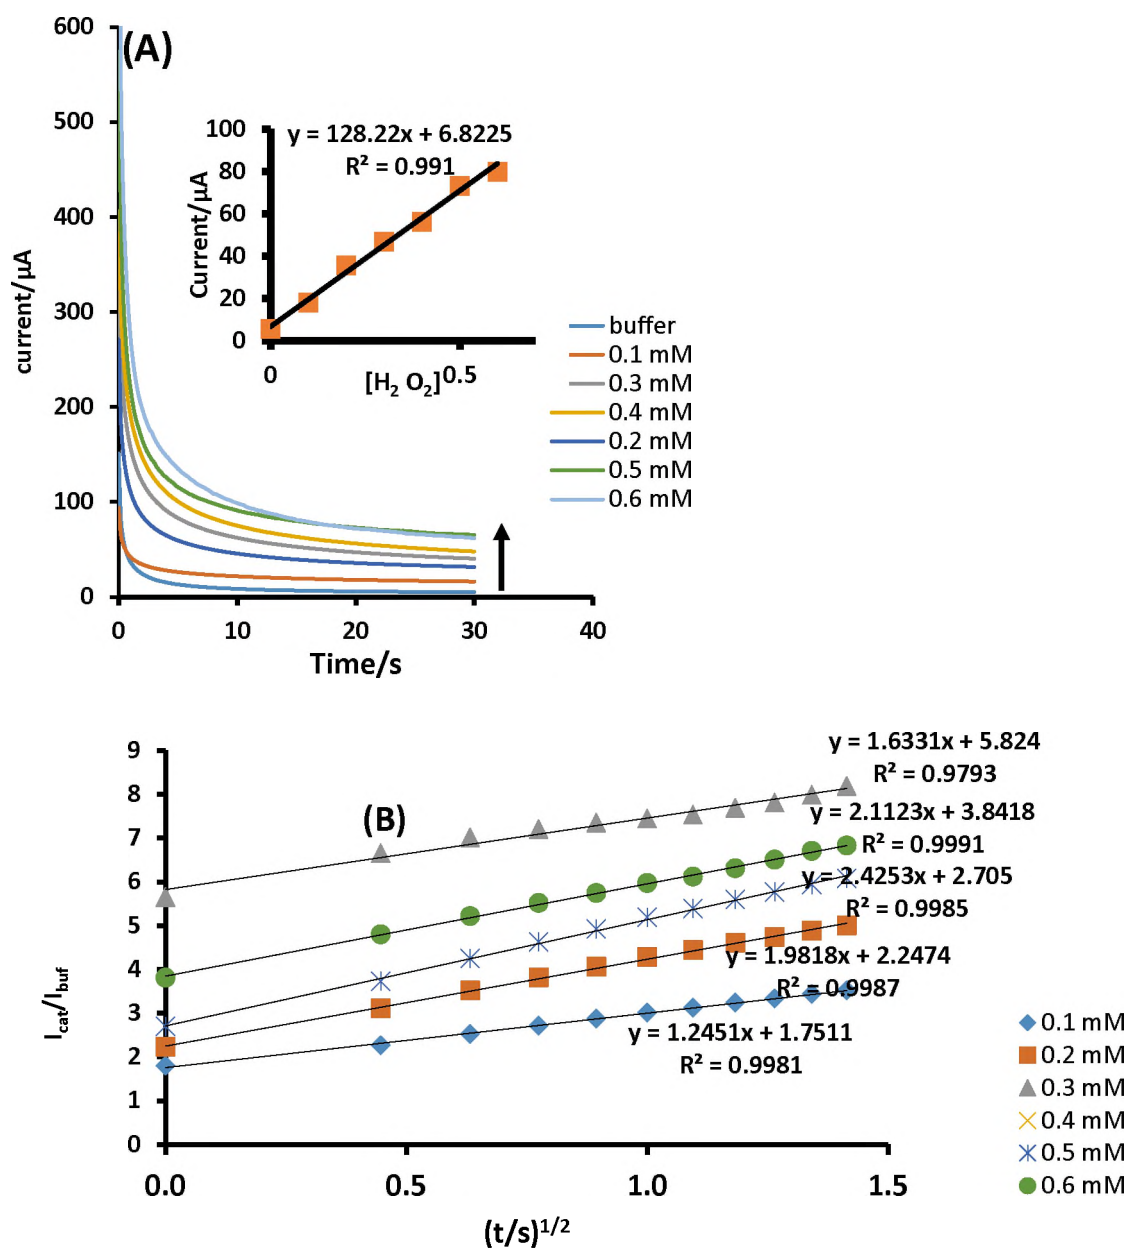 (A)
600
500
400
300
200
100
0
current/µA
0 10 20 30 40
Time/s
100
80
60
40
20
0
Current/µA
y = 128.22x + 6.8225
R² = 0.991
0 0.5
[H₂ O₂]
buffer
0.1 mM
0.3 mM
0.4 mM
0.2 mM
0.5 mM
0.6 mM
(B)
9
8
7
6
5
4
3
2
1
0
I_cat/I_buf
y = 1.6331x + 5.824
R² = 0.9793
y = 2.1123x + 3.8418
R² = 0.9991
y = 2.4253x + 2.705
R² = 0.9985
y = 1.9818x + 2.2474
R² = 0.9987
y = 1.2451x + 1.7511
R² = 0.9981
0.0 0.5 1.0 1.5
(t/s)^1/2
0.1 mM
0.2 mM
0.3 mM
0.4 mM
0.5 mM
0.6 mM